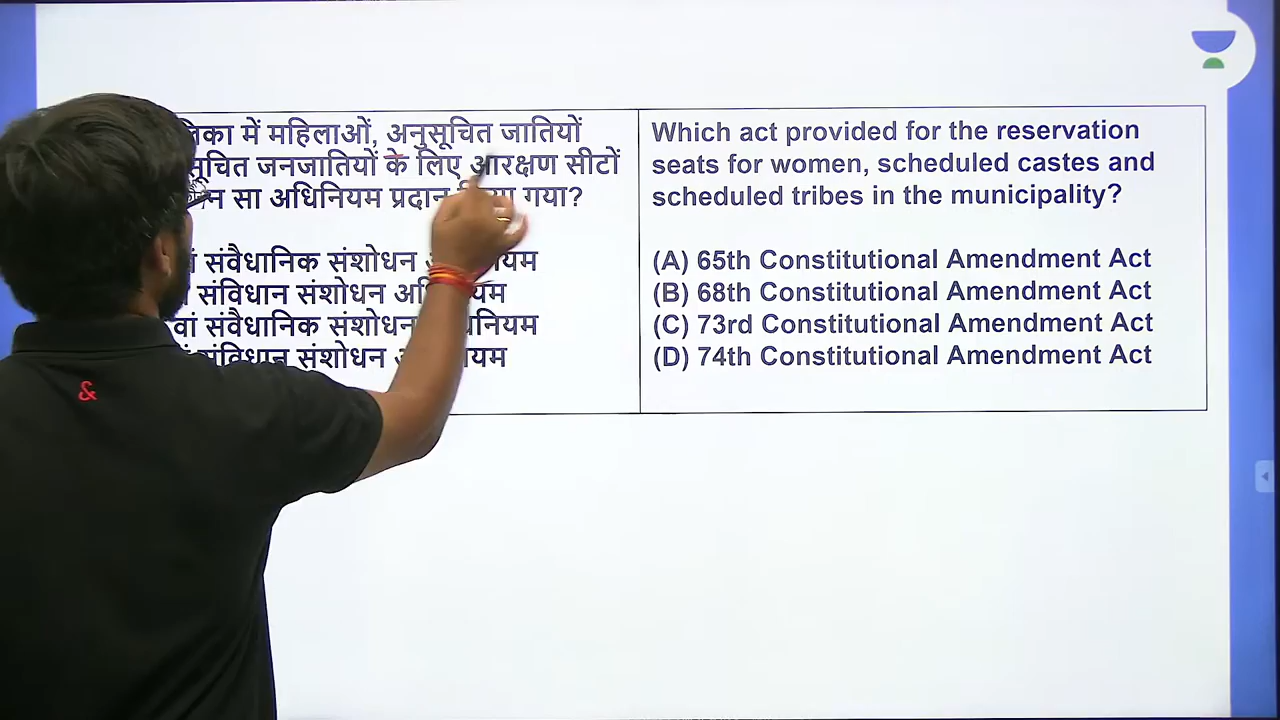 में महिलाओं, अनुसूचित जातियों
जनजातियों के लिए आरक्षण सीटों
सा अधिनियम प्रदान गया?
संवैधानिक संशोधन
संविधान संशोधन
संवैधानिक संशोधन
संविधान संशोधन
Which act provided for the reservation
seats for women, scheduled castes and
scheduled tribes in the municipality?
(A) 65th Constitutional Amendment Act
(B) 68th Constitutional Amendment Act
(C) 73rd Constitutional Amendment Act
(D) 74th Constitutional Amendment Act
&